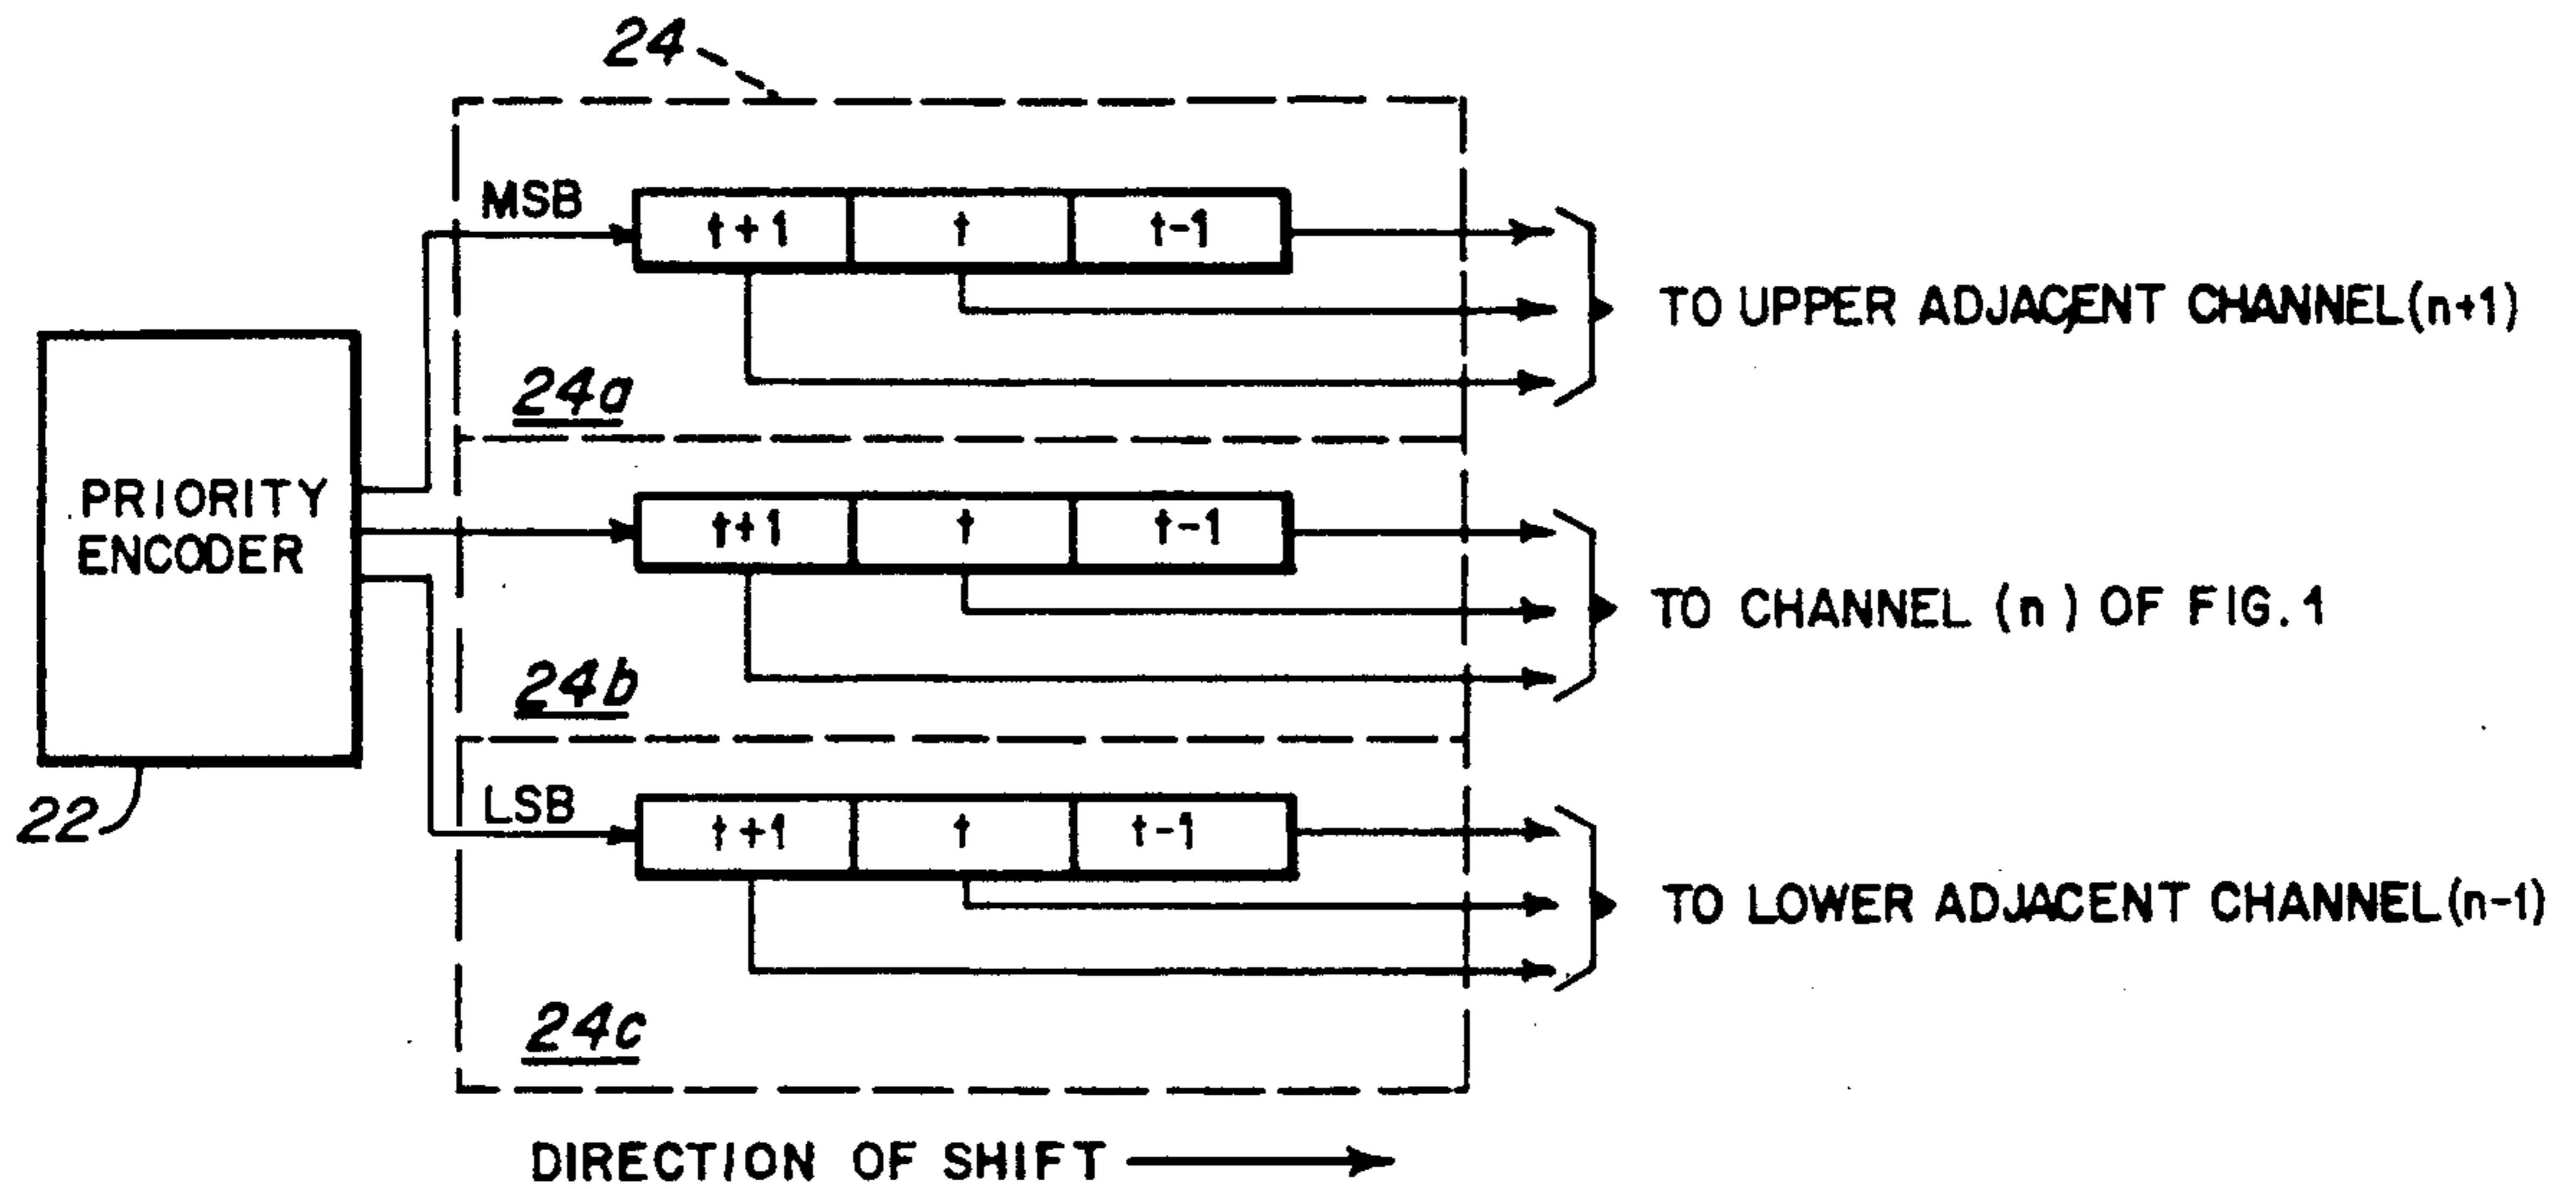 24
MSB
t+1 t t-1
TO UPPER ADJACENT CHANNEL(n+1)
24a
PRIORITY
ENCODER
t+1 t t-1
TO CHANNEL (n) OF FIG. 1
24b
22
LSB
t+1 t t-1
TO LOWER ADJACENT CHANNEL(n-1)
24c
DIRECTION OF SHIFT